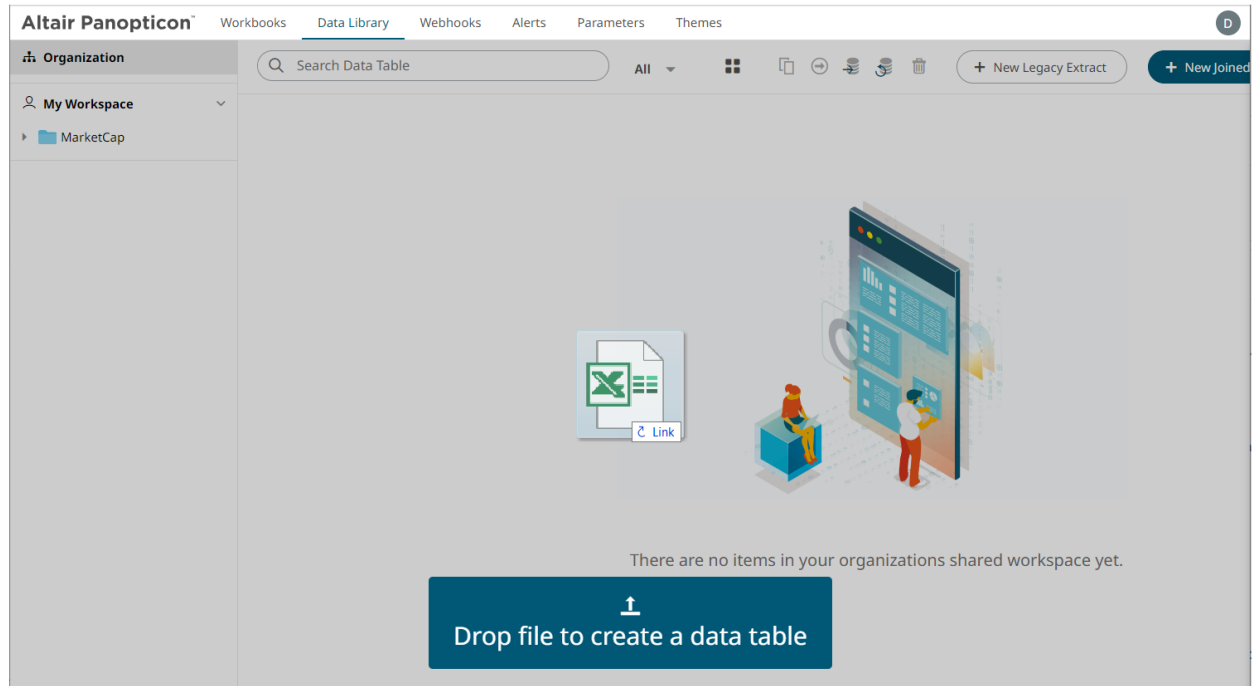 Altair Panopticon™
Workbooks
Data Library
Webhooks
Alerts
Parameters
Themes
D
Organization
Search Data Table
All
+ New Legacy Extract
+ New Joined
My Workspace
MarketCap
Link
There are no items in your organizations shared workspace yet.
Drop file to create a data table